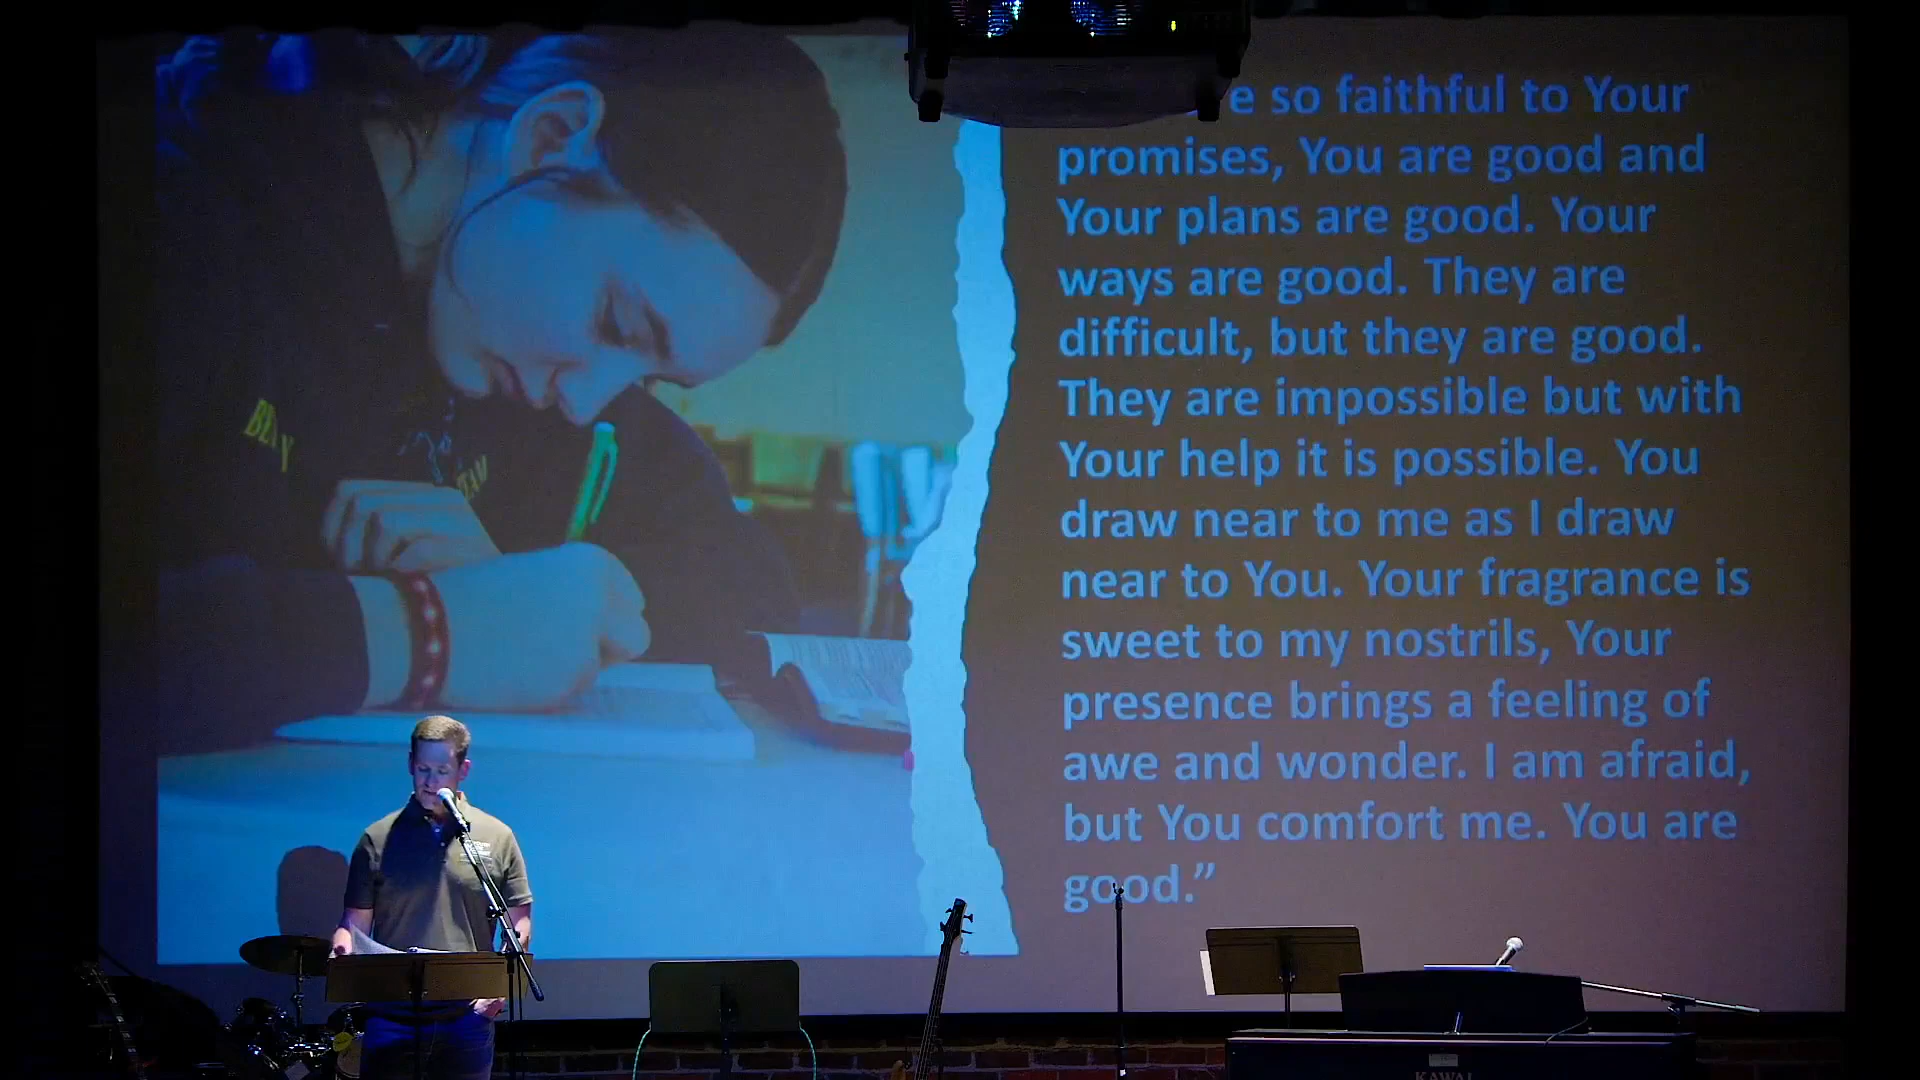 e so faithful to Your
promises, You are good and
Your plans are good. Your
ways are good. They are
difficult, but they are good.
They are impossible but with
Your help it is possible. You
draw near to me as I draw
near to You. Your fragrance is
sweet to my nostrils, Your
presence brings a feeling of
awe and wonder. I am afraid,
but You comfort me. You are
good.”
KAWAI